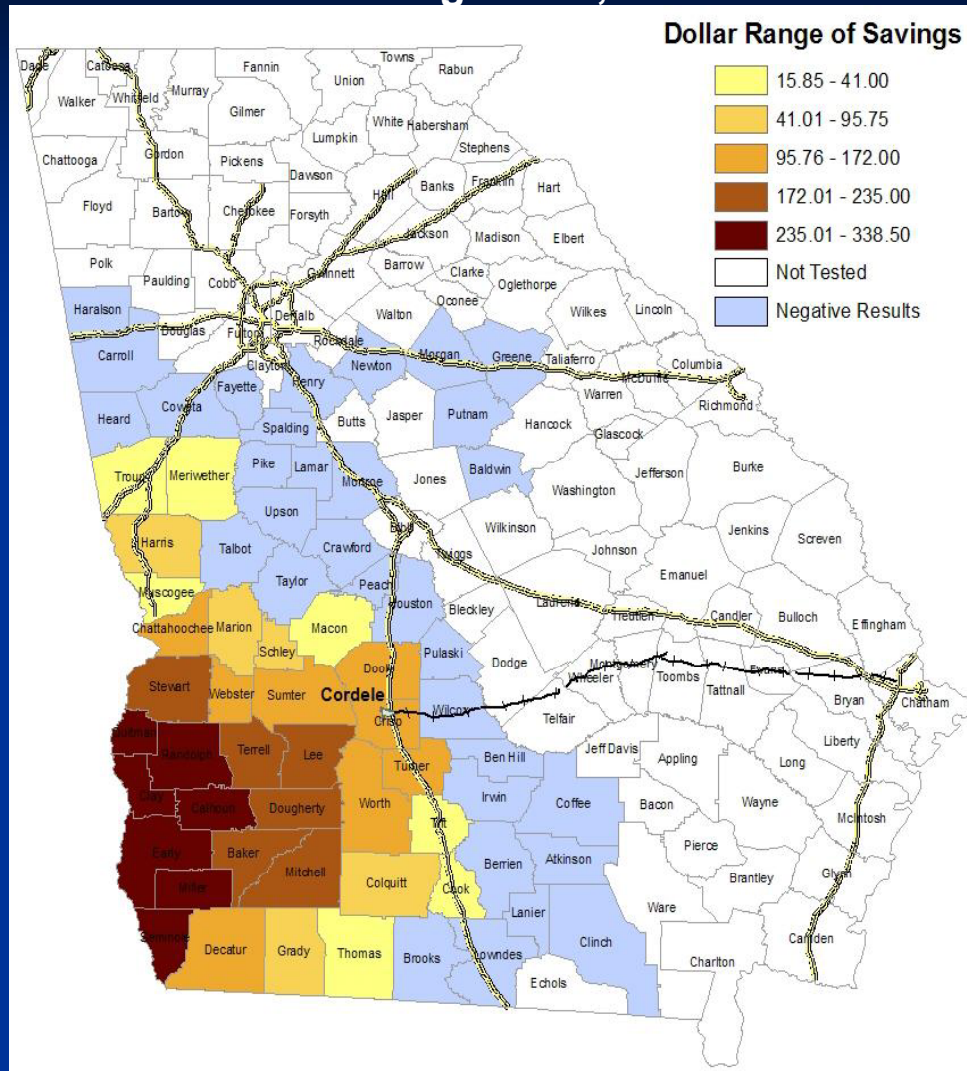 Dollar Range of Savings
15.85 - 41.00
41.01 - 95.75
95.76 - 172.00
172.01 - 235.00
235.01 - 338.50
Not Tested
Negative Results
Dade
Catoosa
Fannin
Towns
Rabun
Union
Walker
Whitfield
Murray
Gilmer
White
Habersham
Lumpkin
Stephens
Chattooga
Gordon
Pickens
Dawson
Hall
Banks
Franklin
Hart
Floyd
Bartow
Cherokee
Forsyth
Jackson
Madison
Elbert
Polk
Paulding
Cobb
Gwinnett
Barrow
Clarke
Oglethorpe
Oconee
Haralson
Douglas
Fulton
Dekalb
Rockdale
Walton
Wilkes
Lincoln
Carroll
Clayton
Newton
Morgan
Greene
Taliaferro
Columbia
McDuffie
Fayette
Henry
Warren
Richmond
Heard
Coweta
Spalding
Butts
Jasper
Putnam
Hancock
Glascock
Troup
Meriwether
Pike
Lamar
Monroe
Jones
Baldwin
Washington
Jefferson
Burke
Upson
Bibb
Wilkinson
Harris
Talbot
Crawford
Twiggs
Johnson
Jenkins
Screven
Taylor
Peach
Emanuel
Muscogee
Houston
Bleckley
Laurens
Treutlen
Candler
Bulloch
Effingham
Chattahoochee
Marion
Macon
Schley
Pulaski
Dodge
Wheeler
Montgomery
Toombs
Evans
Tattnall
Bryan
Chatham
Stewart
Webster
Sumter
Dooly
Cordele
Crisp
Wilcox
Telfair
Liberty
Quitman
Randolph
Terrell
Lee
Turner
Ben Hill
Jeff Davis
Appling
Long
Clay
Calhoun
Dougherty
Worth
Tift
Irwin
Coffee
Bacon
Wayne
McIntosh
Early
Baker
Mitchell
Berrien
Atkinson
Pierce
Brantley
Glynn
Miller
Colquitt
Cook
Lanier
Ware
Seminole
Decatur
Grady
Thomas
Brooks
Lowndes
Clinch
Echols
Charlton
Camden